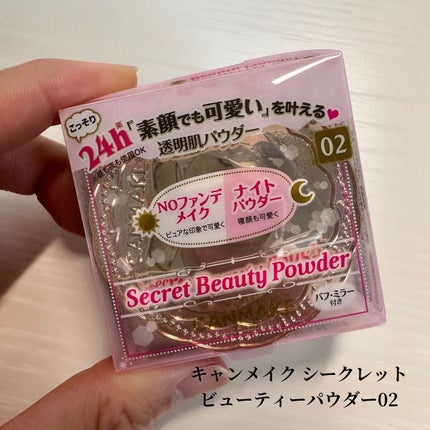 こっそり
24h※『素顔でも可愛い』を叶える
透明肌パウダー
02
NOファンデ
メイク
ピュアな印象で可愛く
ナイト
パウダー
寝顔も可愛く
Secret Beauty Powder
CANMAKE
パフ・ミラー
付き
キャンメイク シークレット
ビューティーパウダー02